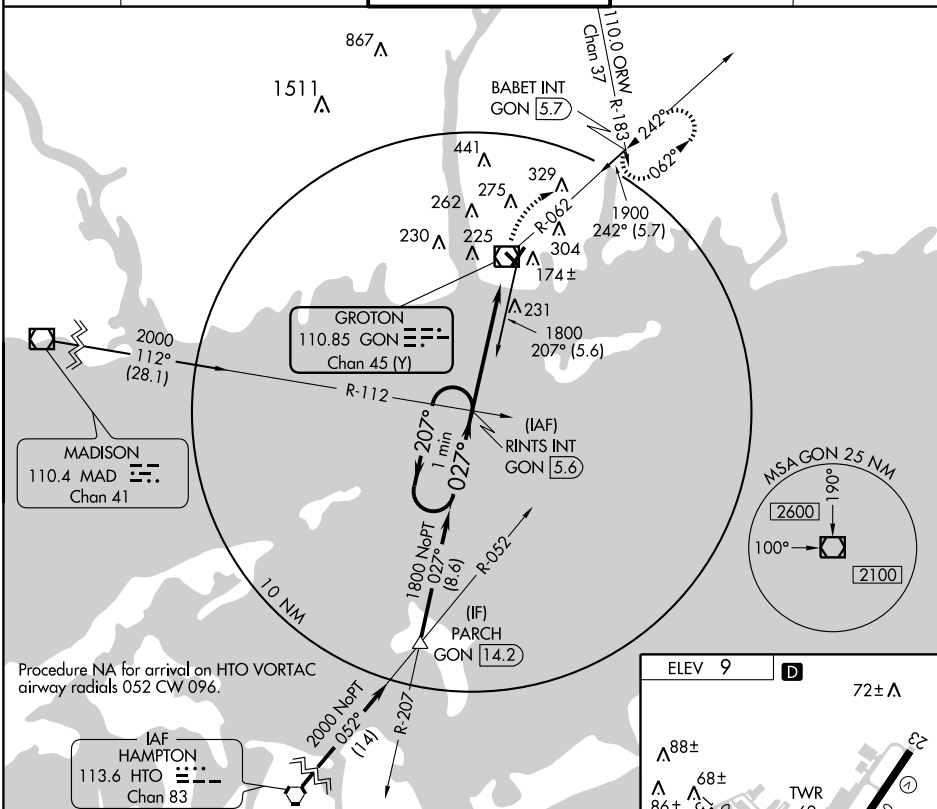 867
1511
110.0 ORW
Chan 37
R-183
BABET INT
GON 5.7
242°
062°
441
329
275
262
R-062
1900
242° (5.7)
230
225
304
174±
231
GROTON
110.85 GON
Chan 45 (Y)
1800
207° (5.6)
2000
112°
(28.1)
R-112
MADISON
110.4 MAD
Chan 41
207°
1 min
027°
(IAF)
RINTS INT
GON 5.6
MSA GON 25 NM
190°
2600
100°
2100
1800 NoPT
027°
(8.6)
R-052
10 NM
(IF)
PARCH
GON 14.2
Procedure NA for arrival on HTO VORTAC
airway radials 052 CW 096.
2000 NoPT
052°
(14)
R-207
IAF
HAMPTON
113.6 HTO
Chan 83
ELEV 9
D
72±
88±
68±
86±
TWR
23